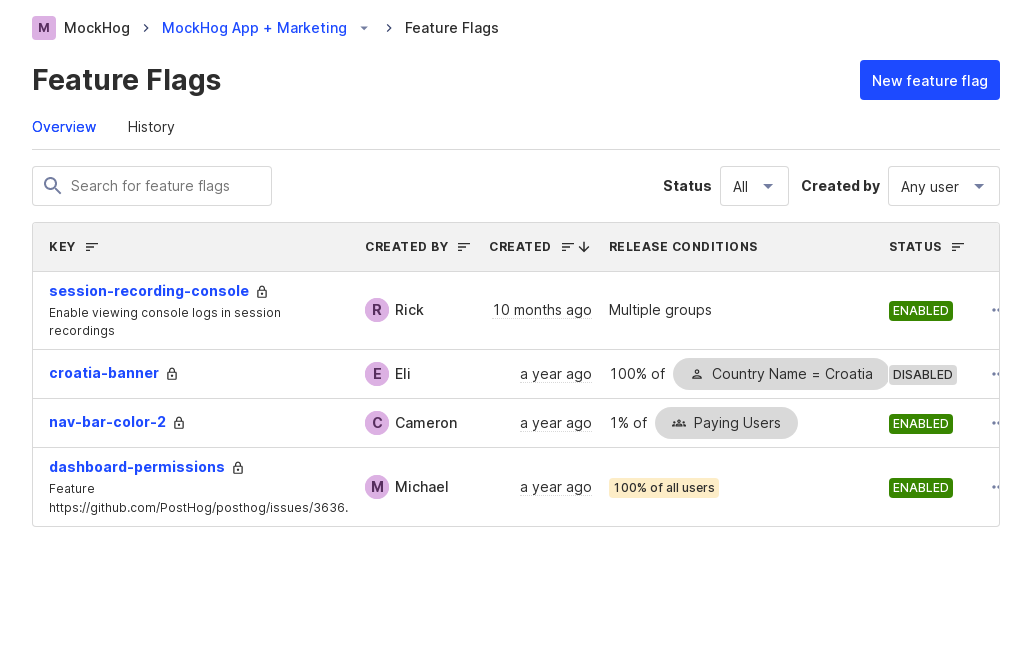 M MockHog MockHog App + Marketing Feature Flags
Feature Flags
New feature flag
Overview History
Search for feature flags
Status All Created by Any user
KEY CREATED BY CREATED RELEASE CONDITIONS STATUS
session-recording-console
Enable viewing console logs in session
recordings
R Rick 10 months ago Multiple groups ENABLED
croatia-banner E Eli a year ago 100% of Country Name = Croatia DISABLED
nav-bar-color-2 C Cameron a year ago 1% of Paying Users ENABLED
dashboard-permissions
Feature
https://github.com/PostHog/posthog/issues/3636.
M Michael a year ago 100% of all users ENABLED